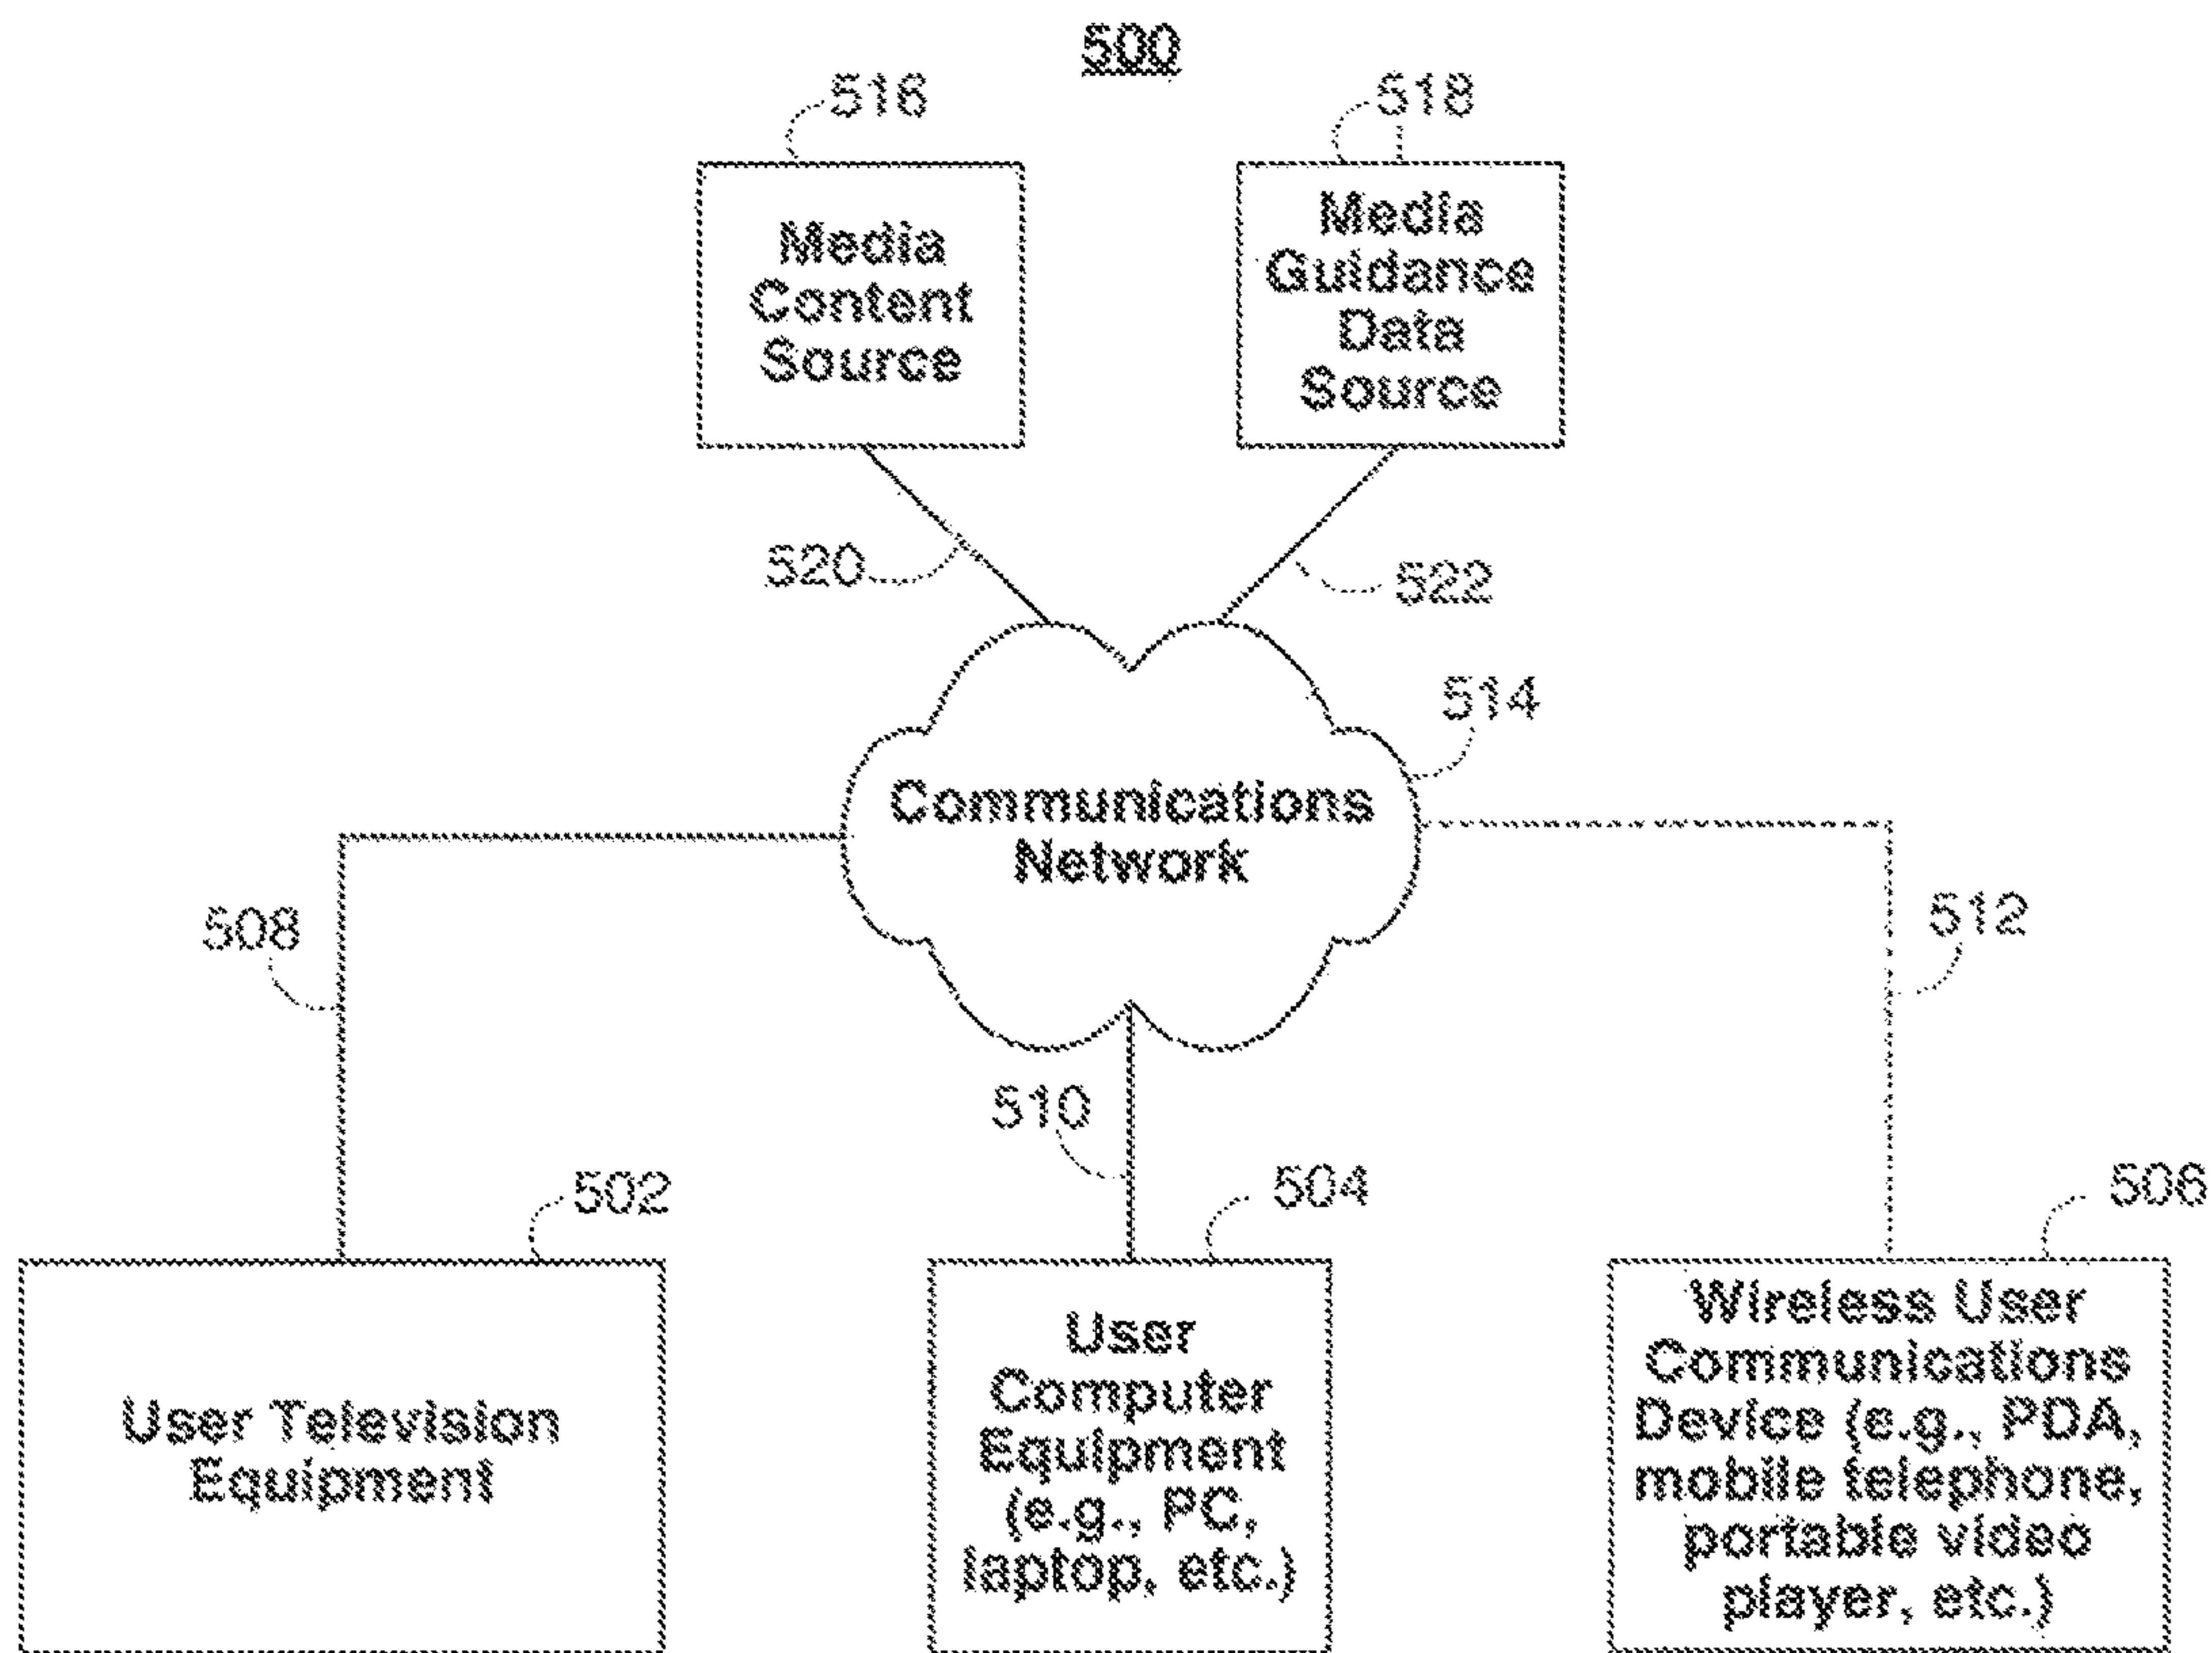 500
516
518
Media
Content
Source
Media
Guidance
Data
Source
520
522
514
Communications
Network
508
512
510
502
504
506
User Television
Equipment
User
Computer
Equipment
(e.g., PC,
laptop, etc.)
Wireless User
Communications
Device (e.g., PDA,
mobile telephone,
portable video
player, etc.)